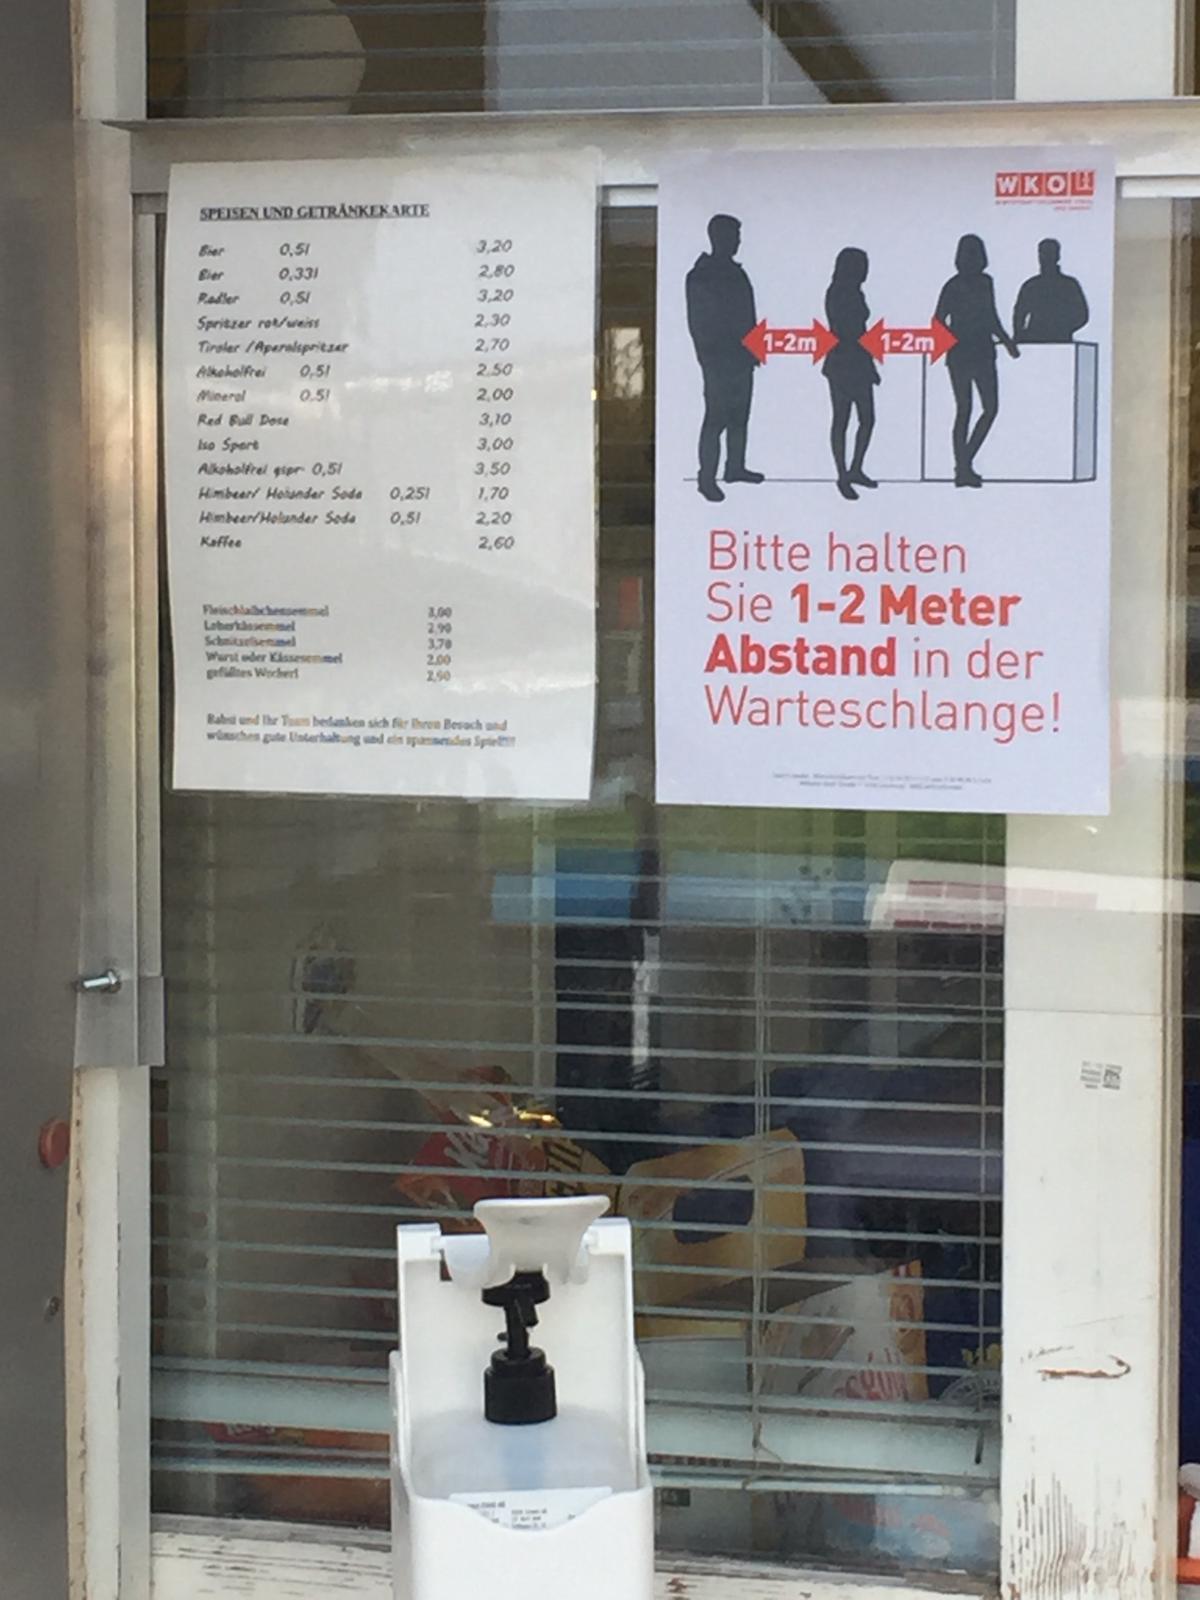 SPEISEN UND GETRÄNKEKARTE
Bier 0,5l 3,20
Bier 0,33l 2,80
Radler 0,5l 3,20
Spritzer rot/weiss 2,30
Tiroler /Aperolspritzer 2,70
Alkoholfrei 0,5l 2,50
Mineral 0,5l 2,00
Red Bull Dose 3,10
Iso Sport 3,00
Alkoholfrei gspr. 0,5l 3,50
Himbeer/ Holunder Soda 0,25l 1,70
Himbeer/Holunder Soda 0,5l 2,20
Kaffee 2,60
Fleischlaibchensemmel 3,00
Leberkässemmel 2,90
Schnitzelsemmel 3,70
Wurst oder Kässesemmel 2,00
gefülltes Weckerl 2,90
und Ihr Team bedanken sich für Ihren Besuch und
wünschen gute Unterhaltung und ein spannendes Spiel!!!!
WKO
1-2m 1-2m
Bitte halten
Sie 1-2 Meter
Abstand in der
Warteschlange!